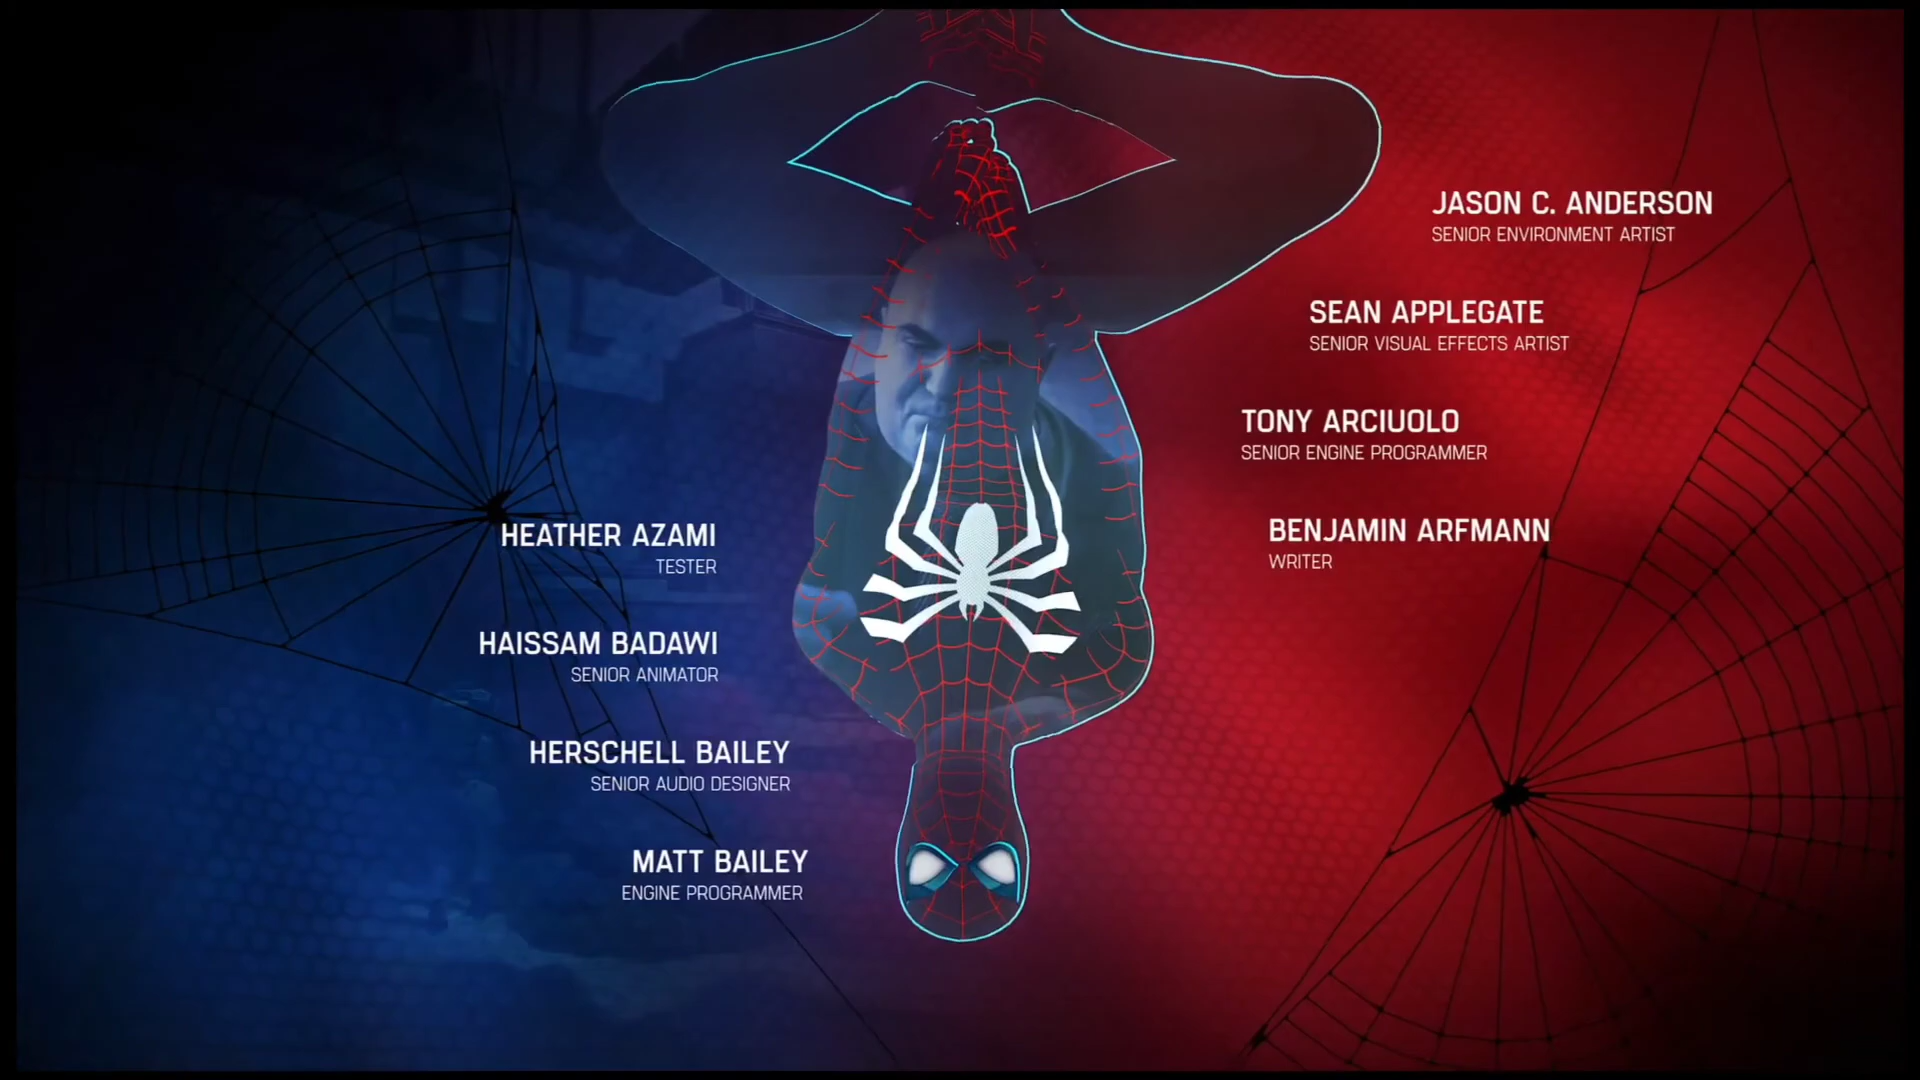 JASON C. ANDERSON
SENIOR ENVIRONMENT ARTIST
SEAN APPLEGATE
SENIOR VISUAL EFFECTS ARTIST
TONY ARCIUOLO
SENIOR ENGINE PROGRAMMER
BENJAMIN ARFMANN
WRITER
HEATHER AZAMI
TESTER
HAISSAM BADAWI
SENIOR ANIMATOR
HERSCHELL BAILEY
SENIOR AUDIO DESIGNER
MATT BAILEY
ENGINE PROGRAMMER